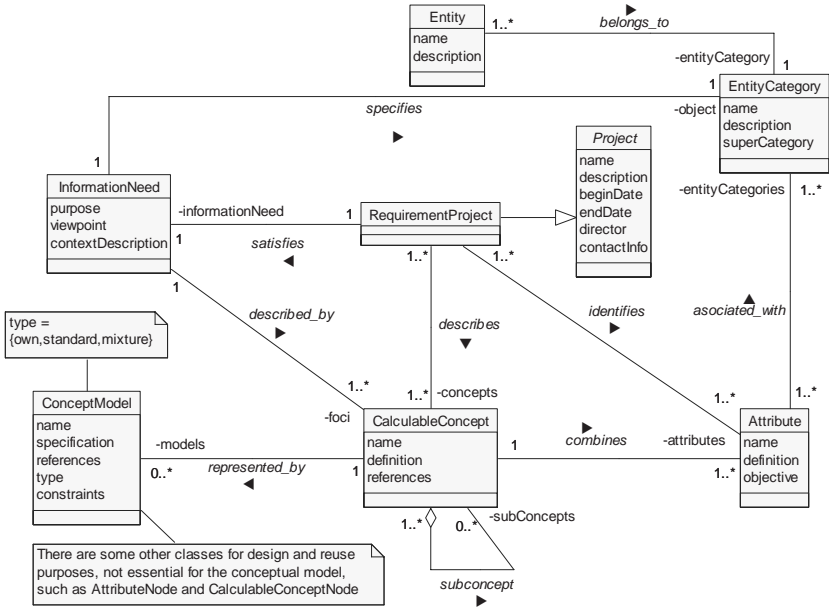 Entity
name
description
1..*
belongs_to
-entityCategory
1
EntityCategory
name
description
superCategory
1
-object
specifies
1
Project
name
description
beginDate
endDate
director
contactInfo
InformationNeed
purpose
viewpoint
contextDescription
-informationNeed
1
1
satisfies
RequirementProject
-entityCategories
1..*
1..*
1..*
1
described_by
describes
identifies
asociated_with
type =
{own,standard,mixture}
1..*
-foci
1..*
-concepts
1..*
1..*
ConceptModel
name
specification
references
type
constraints
-models
0..*
represented_by
1
CalculableConcept
name
definition
references
1
combines
-attributes
1..*
Attribute
name
definition
objective
1..*
0..*
-subConcepts
subconcept
There are some other classes for design and reuse
purposes, not essential for the conceptual model,
such as AttributeNode and CalculableConceptNode